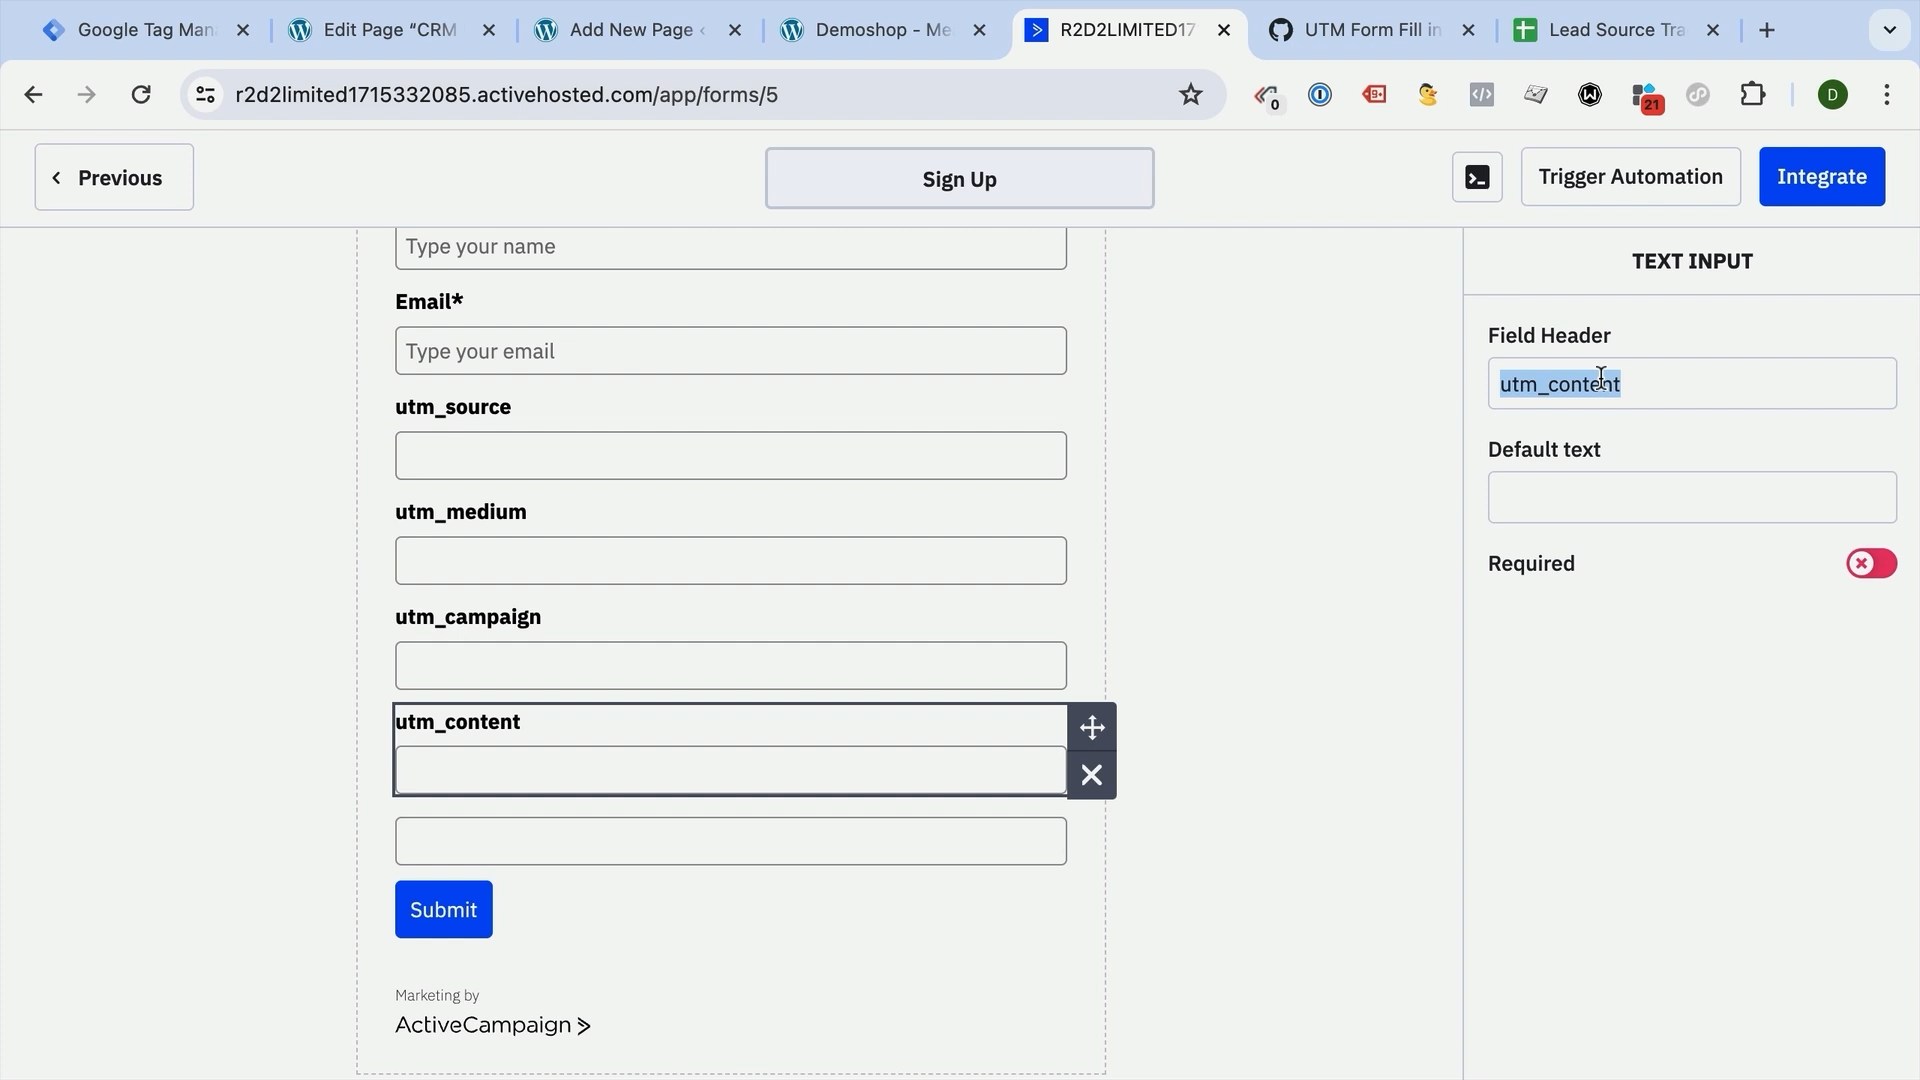 Google Tag Man
Edit Page “CRM
Add New Page ‹
Demoshop - Me
R2D2LIMITED17
UTM Form Fill in
Lead Source Tra
r2d2limited1715332085.activehosted.com/app/forms/5
0
21
D
Previous
Sign Up
Trigger Automation
Integrate
Type your name
Email*
Type your email
utm_source
utm_medium
utm_campaign
utm_content
Submit
Marketing by
ActiveCampaign >
TEXT INPUT
Field Header
utm_content
Default text
Required